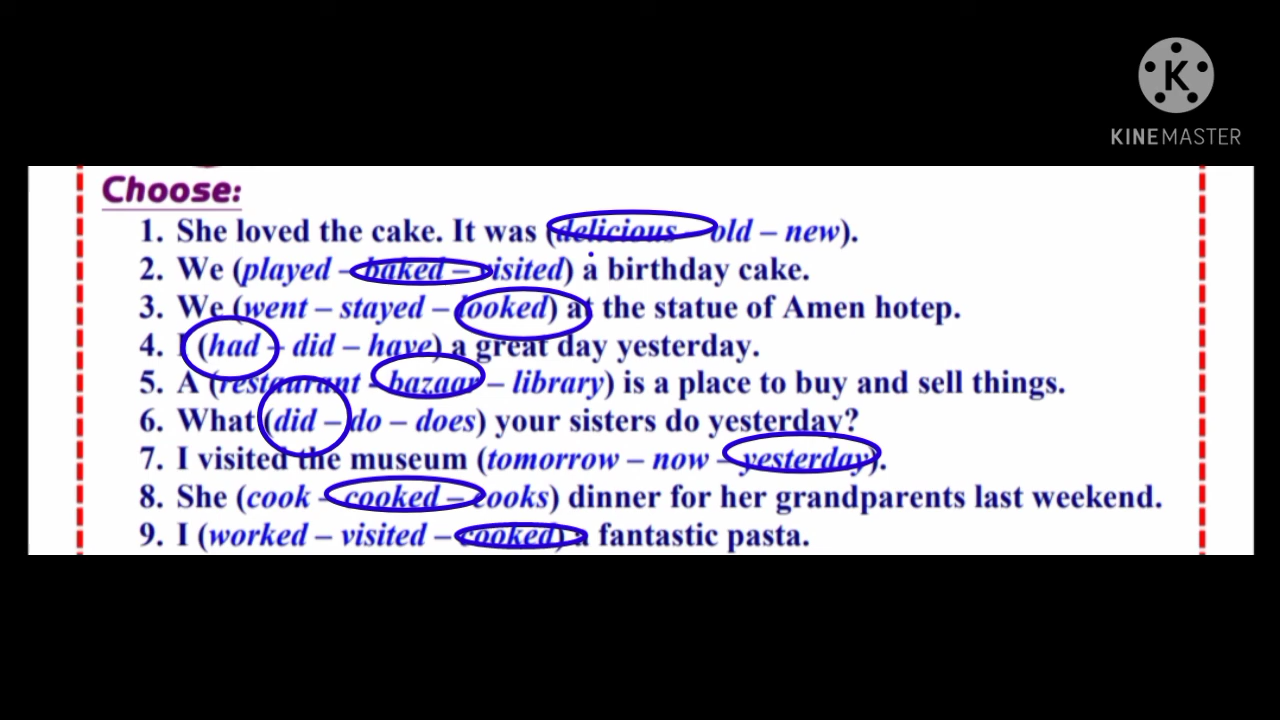 KINEMASTER
Choose:
1. She loved the cake. It was (delicious – old – new).
2. We (played – baked – visited) a birthday cake.
3. We (went – stayed – looked) at the statue of Amen hotep.
4. I (had – did – have) a great day yesterday.
5. A (restaurant – bazaar – library) is a place to buy and sell things.
6. What (did – do – does) your sisters do yesterday?
7. I visited the museum (tomorrow – now – yesterday).
8. She (cook – cooked – cooks) dinner for her grandparents last weekend.
9. I (worked – visited – cooked) a fantastic pasta.